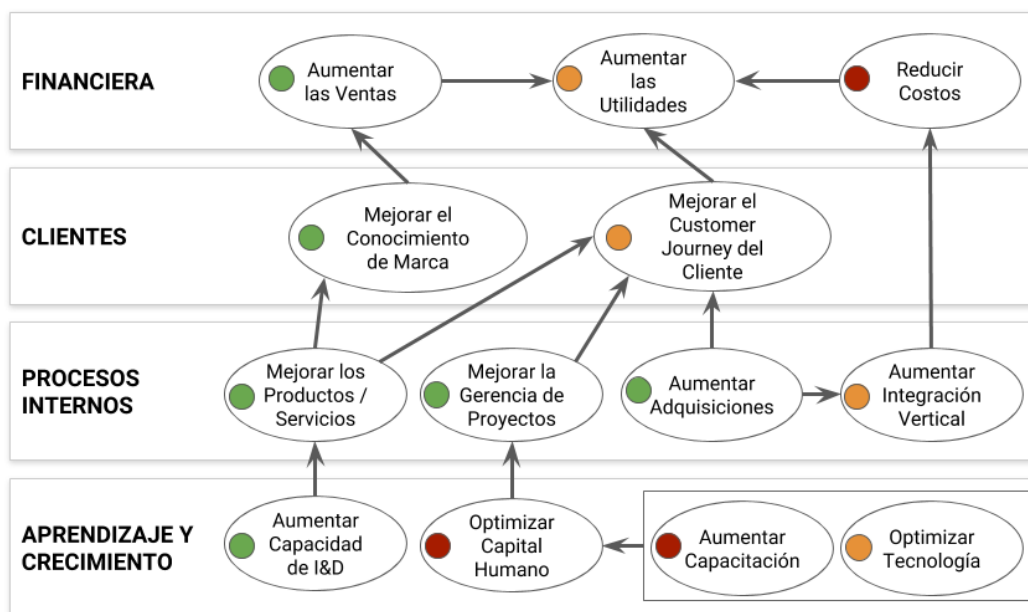 FINANCIERA
Aumentar
las Ventas
Aumentar
las
Utilidades
Reducir
Costos
CLIENTES
Mejorar el
Conocimiento
de Marca
Mejorar el
Customer
Journey del
Cliente
PROCESOS
INTERNOS
Mejorar los
Productos /
Servicios
Mejorar la
Gerencia de
Proyectos
Aumentar
Adquisiciones
Aumentar
Integración
Vertical
APRENDIZAJE Y
CRECIMIENTO
Aumentar
Capacidad
de I&D
Optimizar
Capital
Humano
Aumentar
Capacitación
Optimizar
Tecnología